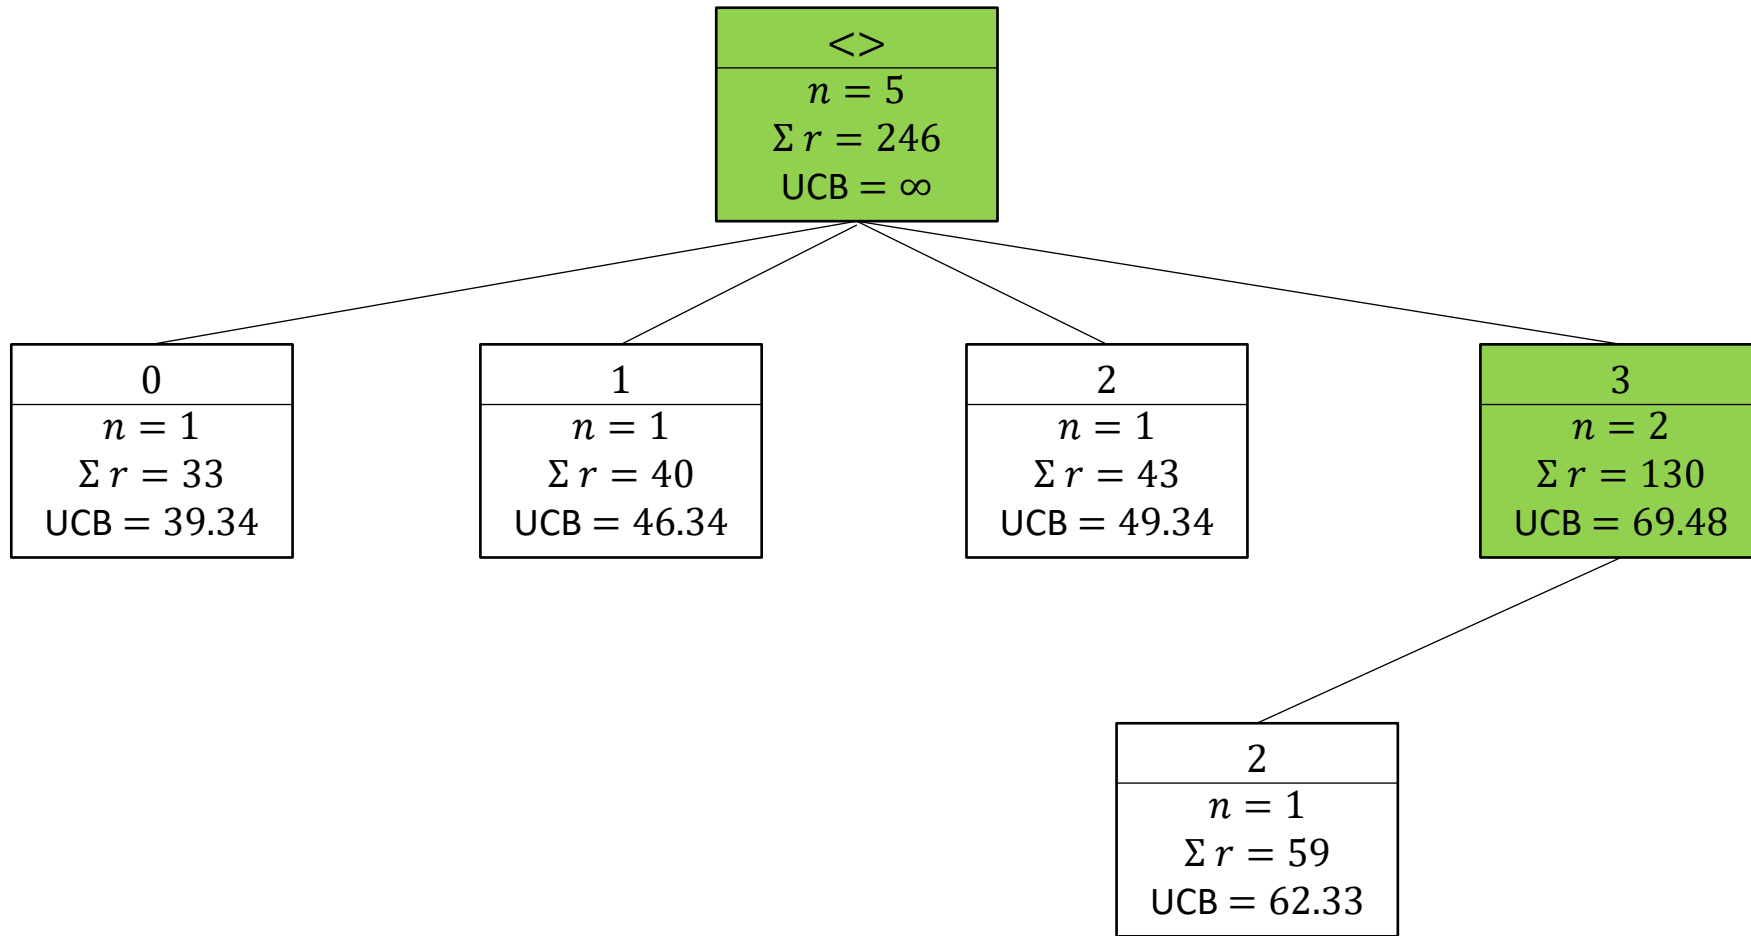 <>
n = 5
Σ r = 246
UCB = ∞
0
n = 1
Σ r = 33
UCB = 39.34
1
n = 1
Σ r = 40
UCB = 46.34
2
n = 1
Σ r = 43
UCB = 49.34
3
n = 2
Σ r = 130
UCB = 69.48
2
n = 1
Σ r = 59
UCB = 62.33